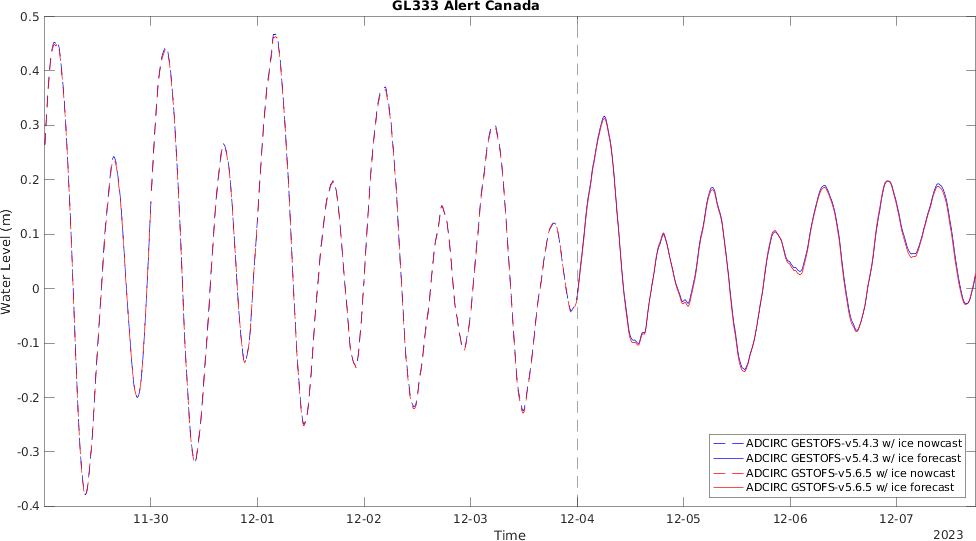 GL333 Alert Canada
0.5
0.4
0.3
0.2
0.1
0
-0.1
-0.2
-0.3
-0.4
Water Level (m)
11-30 12-01 12-02 12-03 12-04 12-05 12-06 12-07
Time
2023
ADCIRC GESTOFS-v5.4.3 w/ ice nowcast
ADCIRC GESTOFS-v5.4.3 w/ ice forecast
ADCIRC GSTOFS-v5.6.5 w/ ice nowcast
ADCIRC GSTOFS-v5.6.5 w/ ice forecast